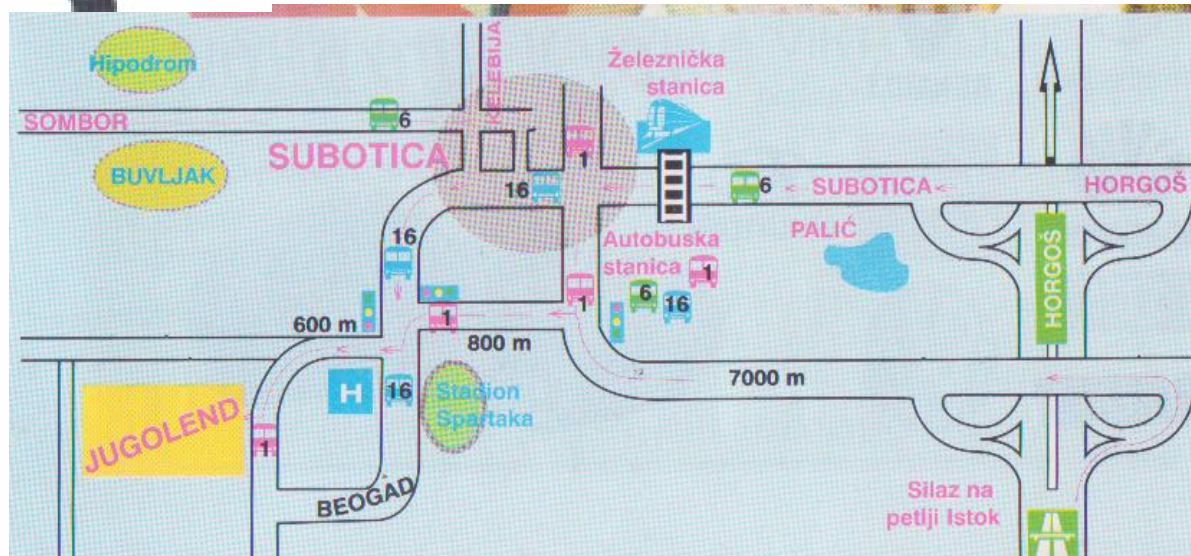 Hipodrom
KELEBIJA
Železnička
stanica
SOMBOR
6
SUBOTICA
1
BUVLJAK
16
6
SUBOTICA
HORGOŠ
16
Autobuska
stanica
1
PALIĆ
6
16
1
HORGOŠ
600 m
1
800 m
7000 m
H
16
Stadion
Spartaka
JUGOLEND
1
BEOGAD
Silaz na
petlji Istok